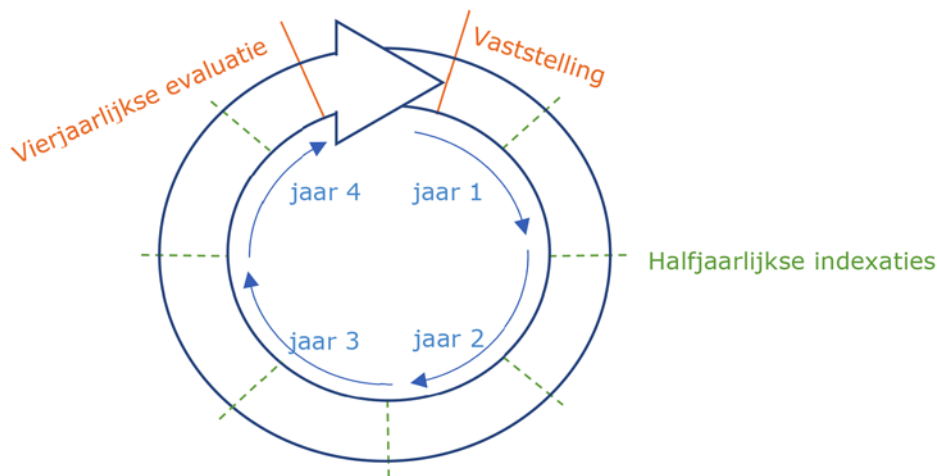 Vierjaarlijkse evaluatie
Vaststelling
jaar 4
jaar 1
Halfjaarlijkse indexaties
jaar 3
jaar 2